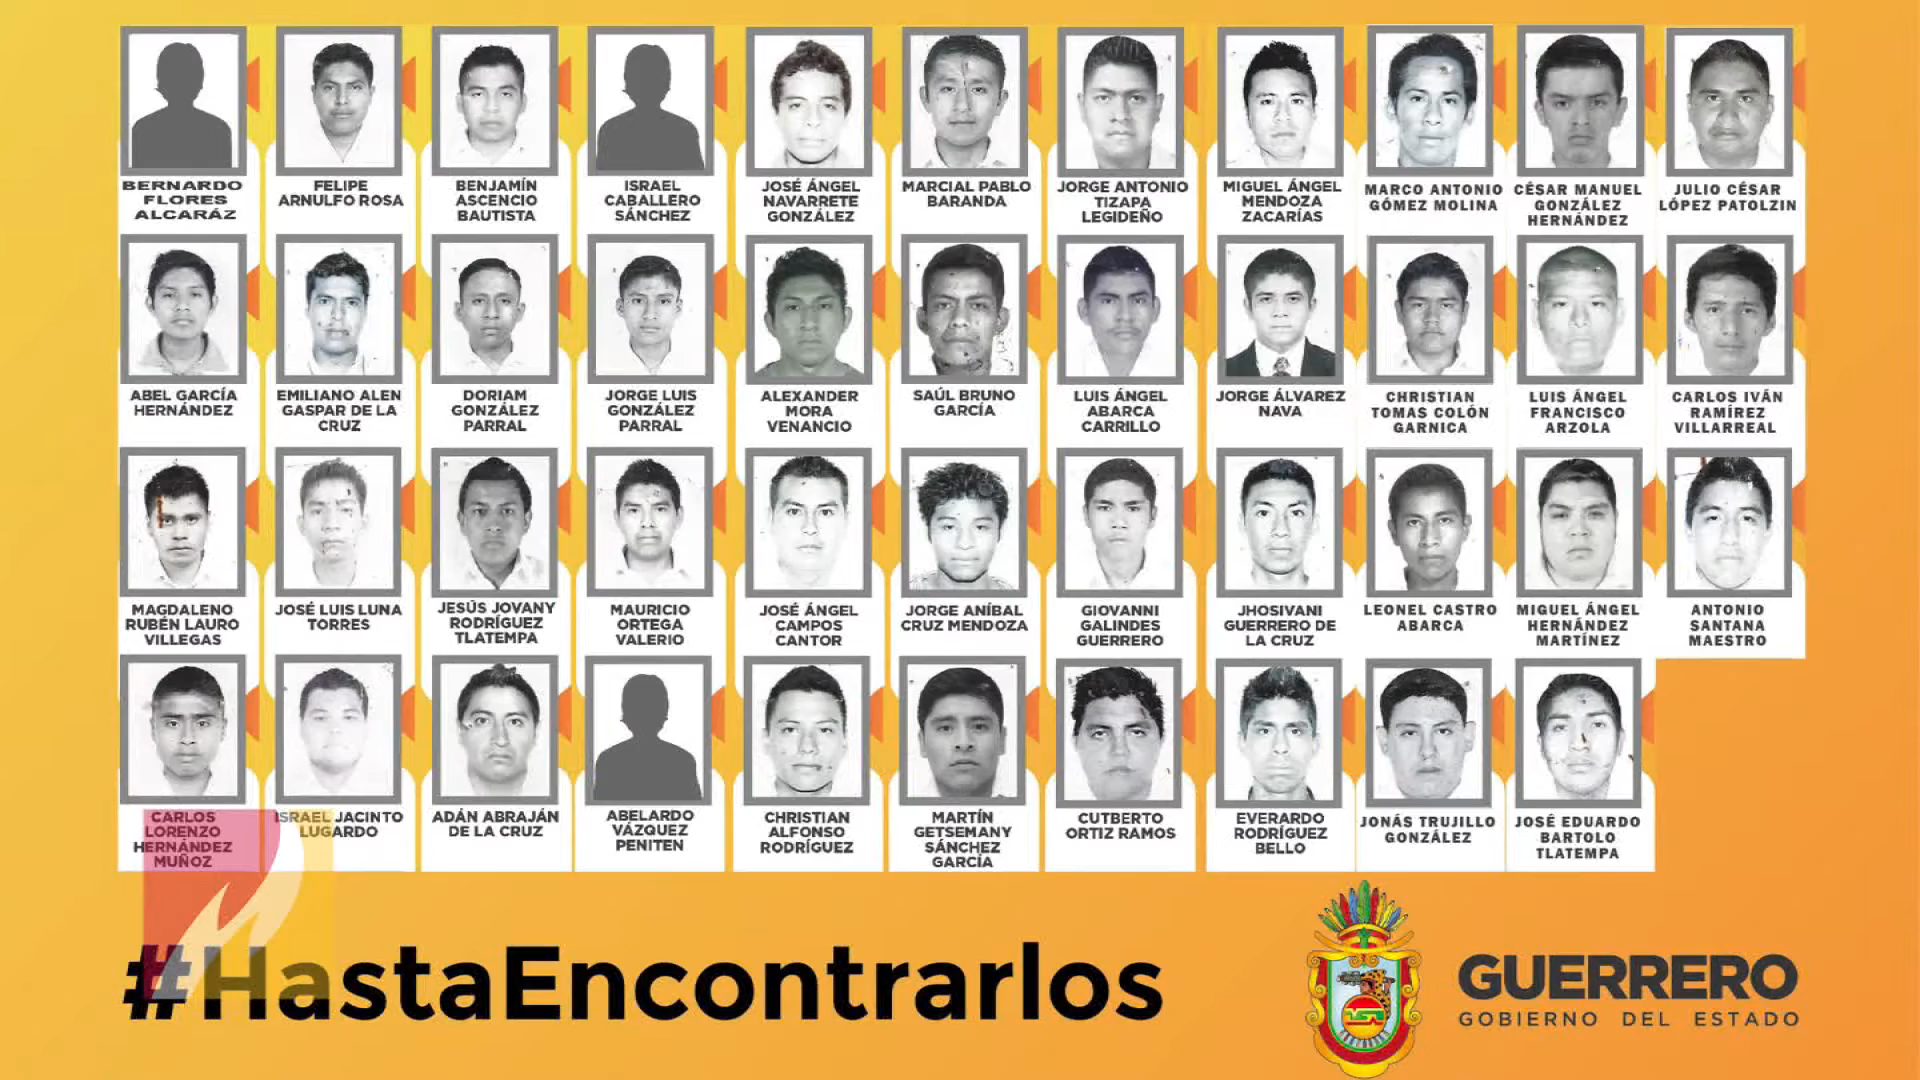 BERNARDO
FLORES
ALCARÁZ
FELIPE
ARNULFO ROSA
BENJAMÍN
ASCENCIO
BAUTISTA
ISRAEL
CABALLERO
SÁNCHEZ
JOSÉ ÁNGEL
NAVARRETE
GONZÁLEZ
MARCIAL PABLO
BARANDA
JORGE ANTONIO
TIZAPA
LEGIDEÑO
MIGUEL ÁNGEL
MENDOZA
ZACARÍAS
MARCO ANTONIO
GÓMEZ MOLINA
CÉSAR MANUEL
GONZÁLEZ
HERNÁNDEZ
JULIO CÉSAR
LÓPEZ PATOLZIN
ABEL GARCÍA
HERNÁNDEZ
EMILIANO ALEN
GASPAR DE LA
CRUZ
DORIAM
GONZÁLEZ
PARRAL
JORGE LUIS
GONZÁLEZ
PARRAL
ALEXANDER
MORA
VENANCIO
SAÚL BRUNO
GARCÍA
LUIS ÁNGEL
ABARCA
CARRILLO
JORGE ÁLVAREZ
NAVA
CHRISTIAN
TOMAS COLÓN
GARNICA
LUIS ÁNGEL
FRANCISCO
ARZOLA
CARLOS IVÁN
RAMÍREZ
VILLARREAL
MAGDALENO
RUBÉN LAURO
VILLEGAS
JOSÉ LUIS LUNA
TORRES
JESÚS JOVANY
RODRÍGUEZ
TLATEMPA
MAURICIO
ORTEGA
VALERIO
JOSÉ ÁNGEL
CAMPOS
CANTOR
JORGE ANÍBAL
CRUZ MENDOZA
GIOVANNI
GALINDES
GUERRERO
JHOSIVANI
GUERRERO DE
LA CRUZ
LEONEL CASTRO
ABARCA
MIGUEL ÁNGEL
HERNÁNDEZ
MARTÍNEZ
ANTONIO
SANTANA
MAESTRO
CARLOS
LORENZO
HERNÁNDEZ
MUÑOZ
ISRAEL JACINTO
LUGARDO
ADÁN ABRAJÁN
DE LA CRUZ
ABELARDO
VÁZQUEZ
PENITEN
CHRISTIAN
ALFONSO
RODRÍGUEZ
MARTÍN
GETSEMANY
SÁNCHEZ
GARCÍA
CUTBERTO
ORTIZ RAMOS
EVERARDO
RODRÍGUEZ
BELLO
JONÁS TRUJILLO
GONZÁLEZ
JOSÉ EDUARDO
BARTOLO
TLATEMPA
#HastaEncontrarlos
GUERRERO
GOBIERNO DEL ESTADO